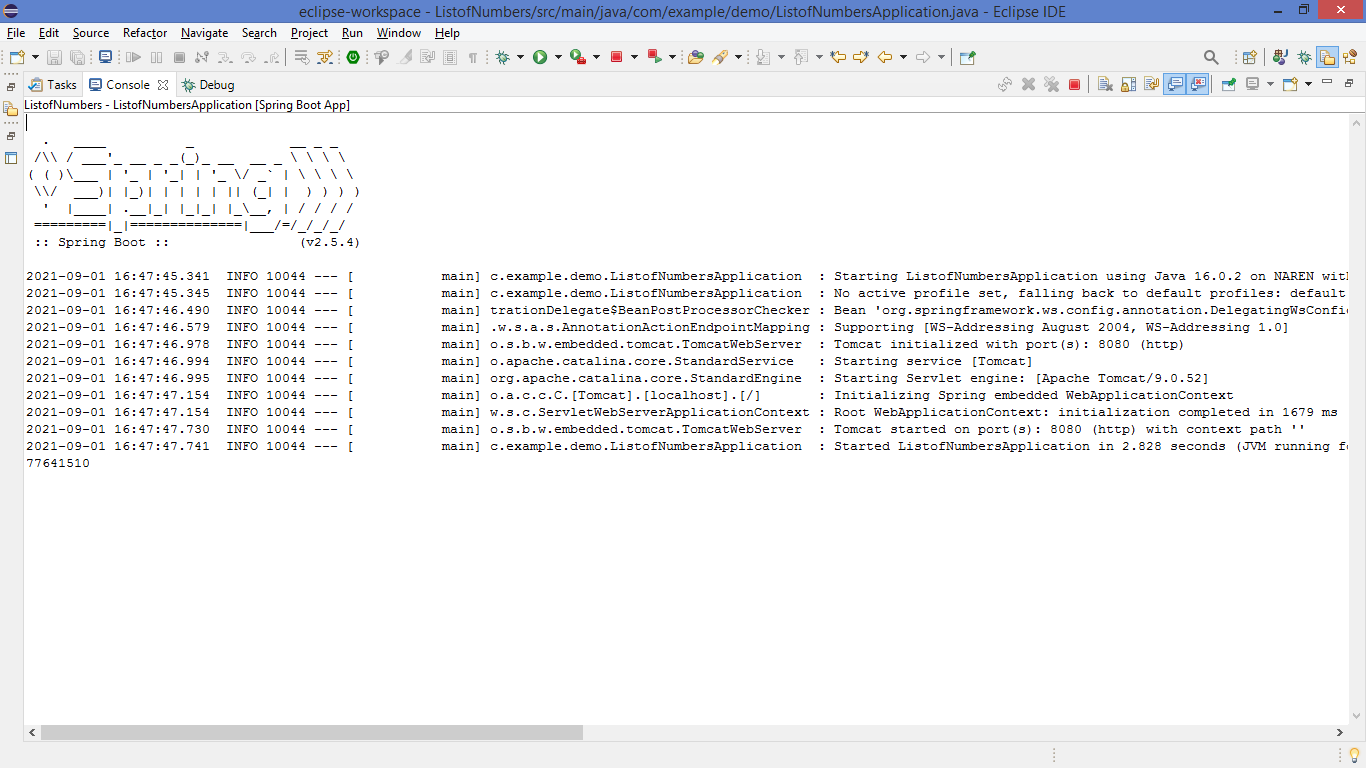 eclipse-workspace - ListofNumbers/src/main/java/com/example/demo/ListofNumbersApplication.java - Eclipse IDE
File Edit Source Refactor Navigate Search Project Run Window Help
Tasks Console Debug
ListofNumbers - ListofNumbersApplication [Spring Boot App]
  .   ____          _            __ _ _
 /\\ / ___'_ __ _ _(_)_ __  __ _ \ \ \ \
( ( )\___ | '_ | '_| | '_ \/ _` | \ \ \ \
 \\/  ___)| |_)| | | | | || (_| |  ) ) ) )
  '  |____| .__|_| |_|_| |_\__, | / / / /
 =========|_|==============|___/=/_/_/_/
 :: Spring Boot ::                (v2.5.4)
2021-09-01 16:47:45.341  INFO 10044 --- [           main] c.example.demo.ListofNumbersApplication  : Starting ListofNumbersApplication using Java 16.0.2 on NAREN with
2021-09-01 16:47:45.345  INFO 10044 --- [           main] c.example.demo.ListofNumbersApplication  : No active profile set, falling back to default profiles: default
2021-09-01 16:47:46.490  INFO 10044 --- [           main] trationDelegate$BeanPostProcessorChecker : Bean 'org.springframework.ws.config.annotation.DelegatingWsConfig
2021-09-01 16:47:46.579  INFO 10044 --- [           main] .w.s.a.s.AnnotationActionEndpointMapping : Supporting [WS-Addressing August 2004, WS-Addressing 1.0]
2021-09-01 16:47:46.978  INFO 10044 --- [           main] o.s.b.w.embedded.tomcat.TomcatWebServer  : Tomcat initialized with port(s): 8080 (http)
2021-09-01 16:47:46.994  INFO 10044 --- [           main] o.apache.catalina.core.StandardService   : Starting service [Tomcat]
2021-09-01 16:47:46.995  INFO 10044 --- [           main] org.apache.catalina.core.StandardEngine  : Starting Servlet engine: [Apache Tomcat/9.0.52]
2021-09-01 16:47:47.154  INFO 10044 --- [           main] o.a.c.c.C.[Tomcat].[localhost].[/]       : Initializing Spring embedded WebApplicationContext
2021-09-01 16:47:47.154  INFO 10044 --- [           main] w.s.c.ServletWebServerApplicationContext : Root WebApplicationContext: initialization completed in 1679 ms
2021-09-01 16:47:47.730  INFO 10044 --- [           main] o.s.b.w.embedded.tomcat.TomcatWebServer  : Tomcat started on port(s): 8080 (http) with context path ''
2021-09-01 16:47:47.741  INFO 10044 --- [           main] c.example.demo.ListofNumbersApplication  : Started ListofNumbersApplication in 2.828 seconds (JVM running fo
77641510